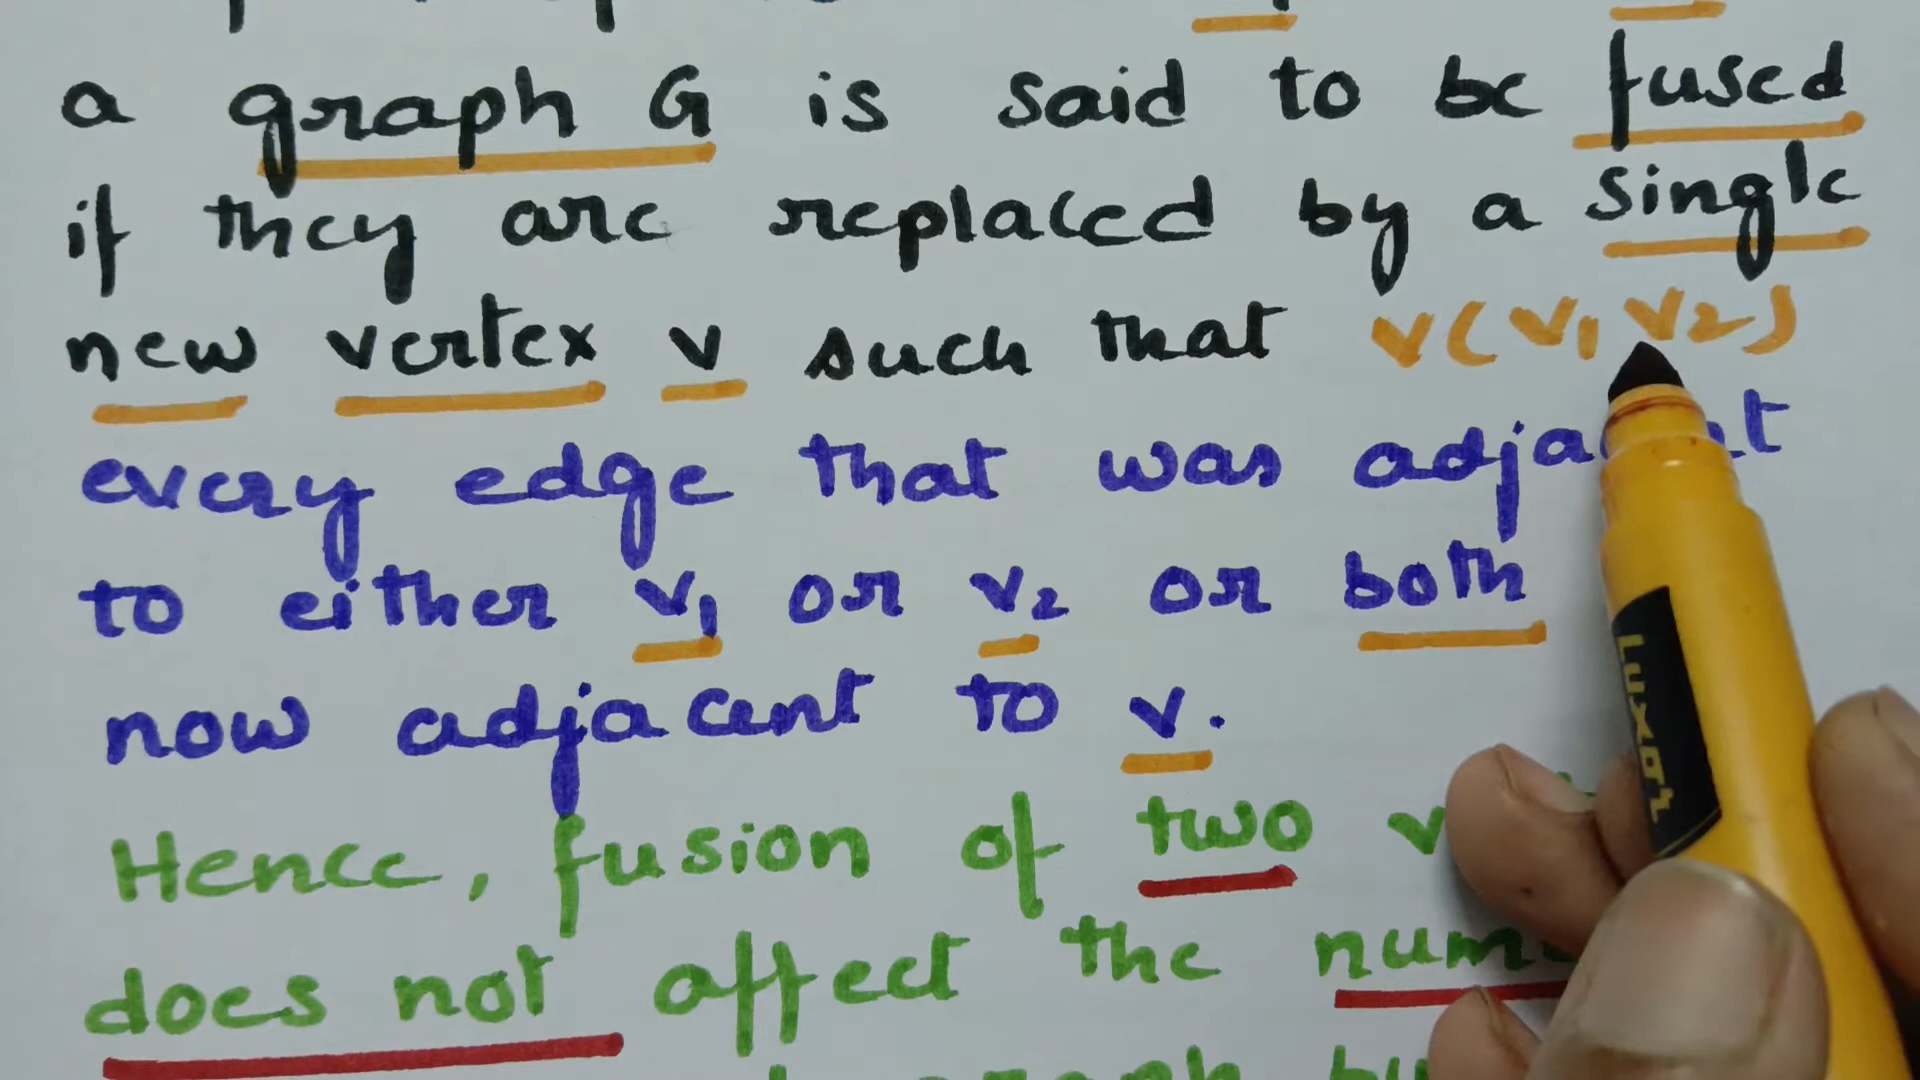 a graph G is said to be fused
if they are replaced by a single
new vertex v such that v(v1 v2)
every edge that was
to either v1 or v2 or both
now adjacent to v.
Hence, fusion of two
does not affect the
Luxor